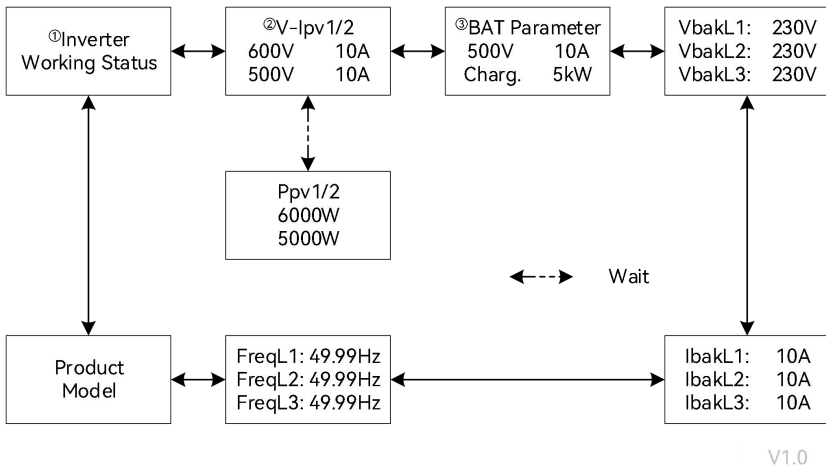 ①Inverter
Working Status
②V-Ipv1/2
600V 10A
500V 10A
③BAT Parameter
500V 10A
Charg. 5kW
VbakL1: 230V
VbakL2: 230V
VbakL3: 230V
Ppv1/2
6000W
5000W
Wait
Product
Model
FreqL1: 49.99Hz
FreqL2: 49.99Hz
FreqL3: 49.99Hz
IbakL1: 10A
IbakL2: 10A
IbakL3: 10A
V1.0